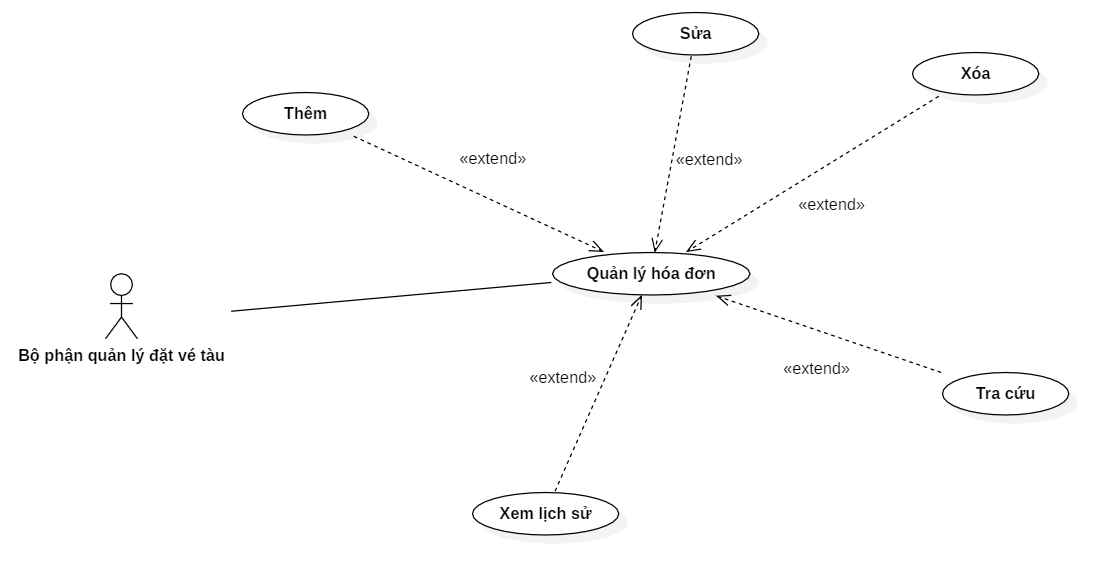 Sửa
Xóa
Thêm
«extend»
«extend»
«extend»
Quản lý hóa đơn
Bộ phận quản lý đặt vé tàu
«extend»
«extend»
Tra cứu
Xem lịch sử